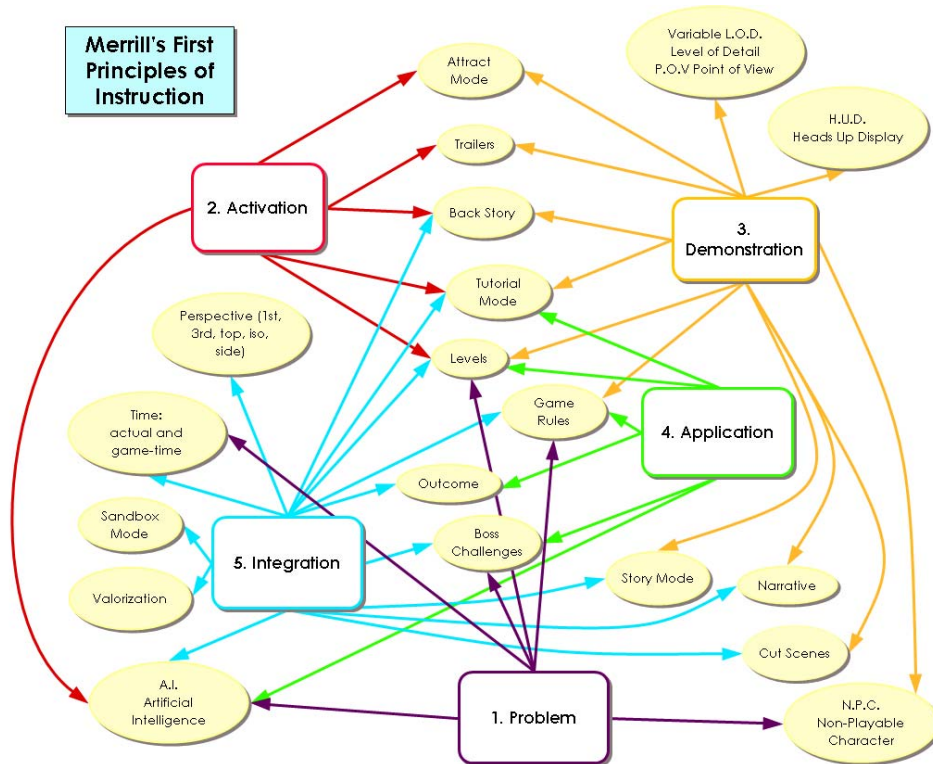 Merrill's First
Principles of
Instruction
Variable L.O.D.
Level of Detail
P.O.V Point of View
Attract
Mode
H.U.D.
Heads Up Display
Trailers
2. Activation
Back Story
3.
Demonstration
Tutorial
Mode
Perspective (1st,
3rd, top, iso,
side)
Levels
Game
Rules
4. Application
Time:
actual and
game-time
Outcome
Sandbox
Mode
Boss
Challenges
5. Integration
Story Mode
Narrative
Valorization
Cut Scenes
A.I.
Artificial
Intelligence
1. Problem
N.P.C.
Non-Playable
Character